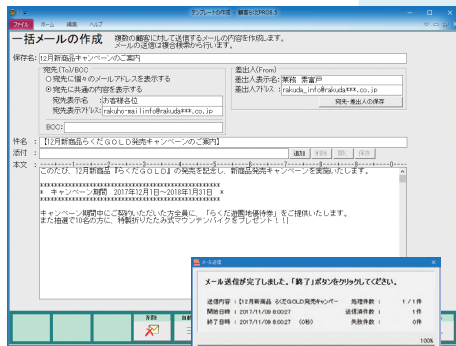 テンプレートの作成 - 顧客らくだPRO8.5
ファイル ホーム 編集 ヘルプ
一括メールの作成 複数の顧客に対して送信するメールの内容を作成します。
メールの送信は複合検索から行います。
保存名: 12月新商品キャンペーンのご案内
宛先(To)/BCC
○宛先に個々のメールアドレスを表示する
◎宛先に共通の内容を表示する
宛先表示名 :お客様各位
宛先表示アドレス:rakuho-mailinfo@rakuda***.co.jp
BCC:
差出人(From)
差出人表示名:業務 素富戸
差出人アドレス :rakuda_info@rakuda***.co.jp
宛先・差出人の保存
件名 : 【12月新商品らくだGOLD発売キャンペーンのご案内】
添付 : 追加 削除 開く 保存
本文 :
このたび、12月新商品『らくだGOLD』の発売を記念し、新商品発売キャンペーンを実施いたします。
* キャンペーン期間 2017年12月1日~2018年1月31日 *
キャンペーン期間中にご契約いただいた方全員に、「らくだ遊園地優待券」をご提供いたします。
また抽選で10名の方に、特製折りたたみ式マウンテンバイクをプレゼント!!
削除
メール送信
メール送信が完了しました。「終了」ボタンをクリックしてください。
送信内容 : 【12月新商品 らくだGOLD発売キャンペー 処理件数 : 1 / 1 件
開始日時 : 2017/11/09 8:00:27 送信済件数 : 1件
終了日時 : 2017/11/09 8:00:27 (0秒) 失敗件数 : 0件
100%